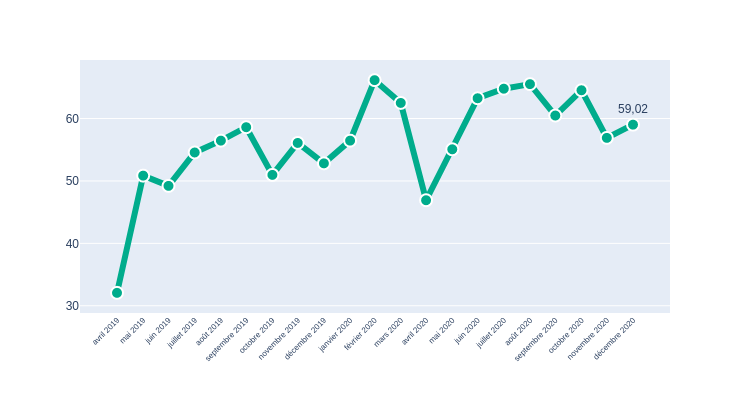 60
50
40
30
59,02
avril 2019
mai 2019
juin 2019
juillet 2019
août 2019
septembre 2019
octobre 2019
novembre 2019
décembre 2019
janvier 2020
février 2020
mars 2020
avril 2020
mai 2020
juin 2020
juillet 2020
août 2020
septembre 2020
octobre 2020
novembre 2020
décembre 2020